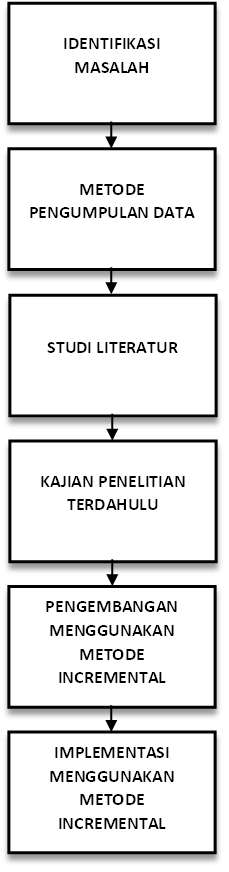 IDENTIFIKASI
MASALAH
METODE
PENGUMPULAN DATA
STUDI LITERATUR
KAJIAN PENELITIAN
TERDAHULU
PENGEMBANGAN
MENGGUNAKAN
METODE
INCREMENTAL
IMPLEMENTASI
MENGGUNAKAN
METODE
INCREMENTAL